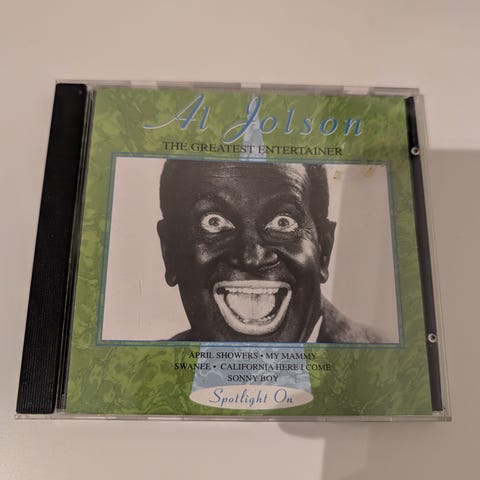 Al Jolson
THE GREATEST ENTERTAINER
APRIL SHOWERS • MY MAMMY
SWANEE • CALIFORNIA HERE I COME
SONNY BOY
Spotlight On